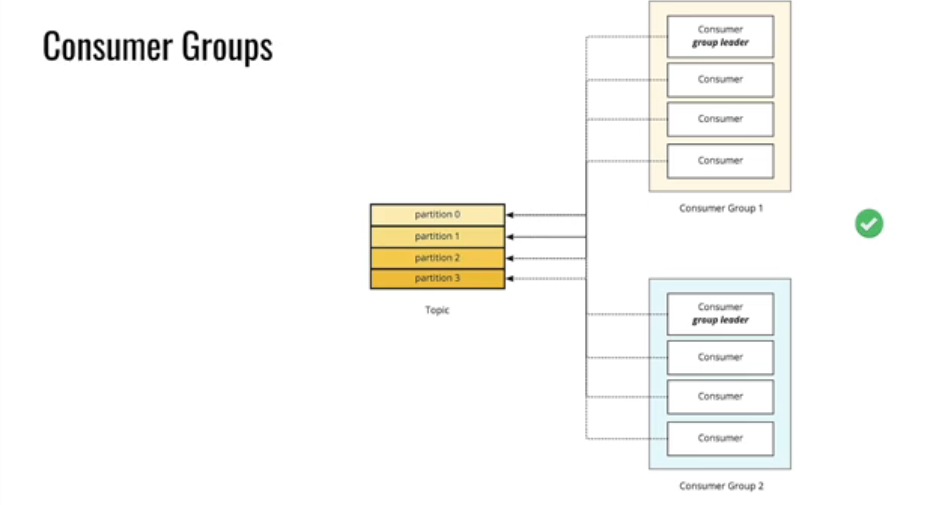 Consumer Groups
Consumer
group leader
Consumer
Consumer
Consumer
Consumer Group 1
partition 0
partition 1
partition 2
partition 3
Topic
Consumer
group leader
Consumer
Consumer
Consumer
Consumer Group 2